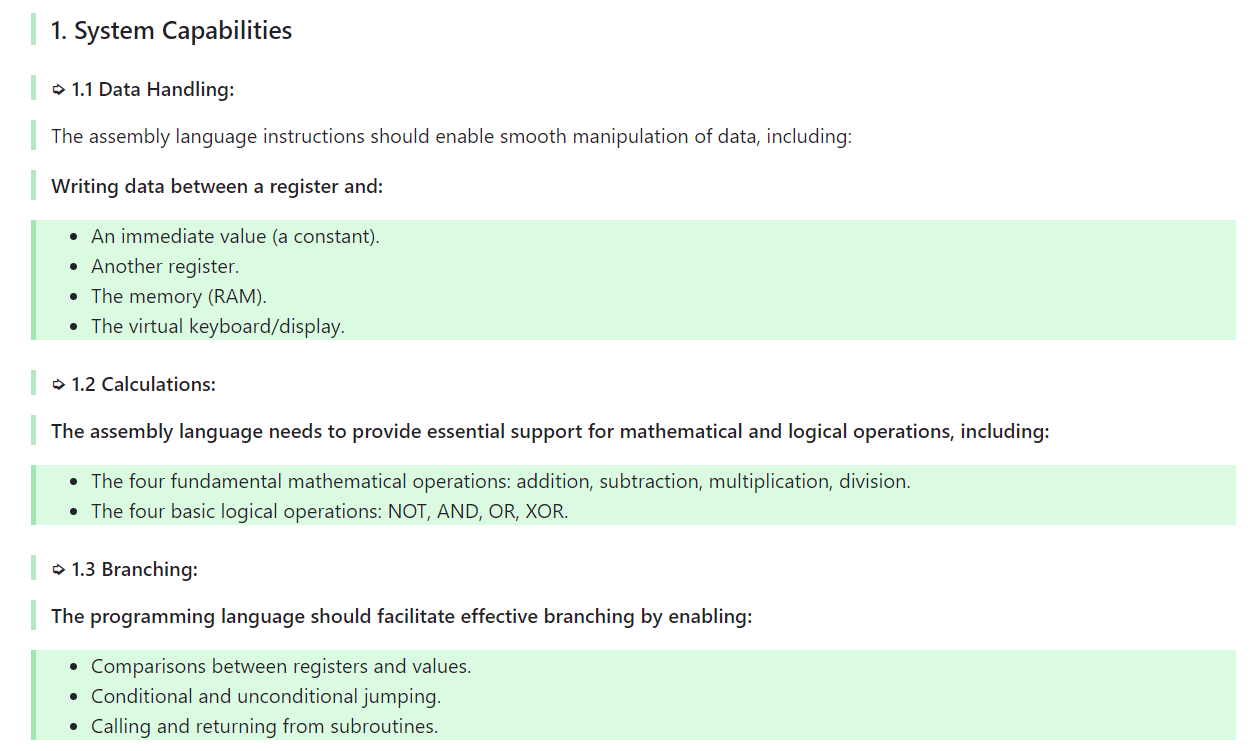 1. System Capabilities
➭ 1.1 Data Handling:
The assembly language instructions should enable smooth manipulation of data, including:
Writing data between a register and:
• An immediate value (a constant).
• Another register.
• The memory (RAM).
• The virtual keyboard/display.
➭ 1.2 Calculations:
The assembly language needs to provide essential support for mathematical and logical operations, including:
• The four fundamental mathematical operations: addition, subtraction, multiplication, division.
• The four basic logical operations: NOT, AND, OR, XOR.
➭ 1.3 Branching:
The programming language should facilitate effective branching by enabling:
• Comparisons between registers and values.
• Conditional and unconditional jumping.
• Calling and returning from subroutines.